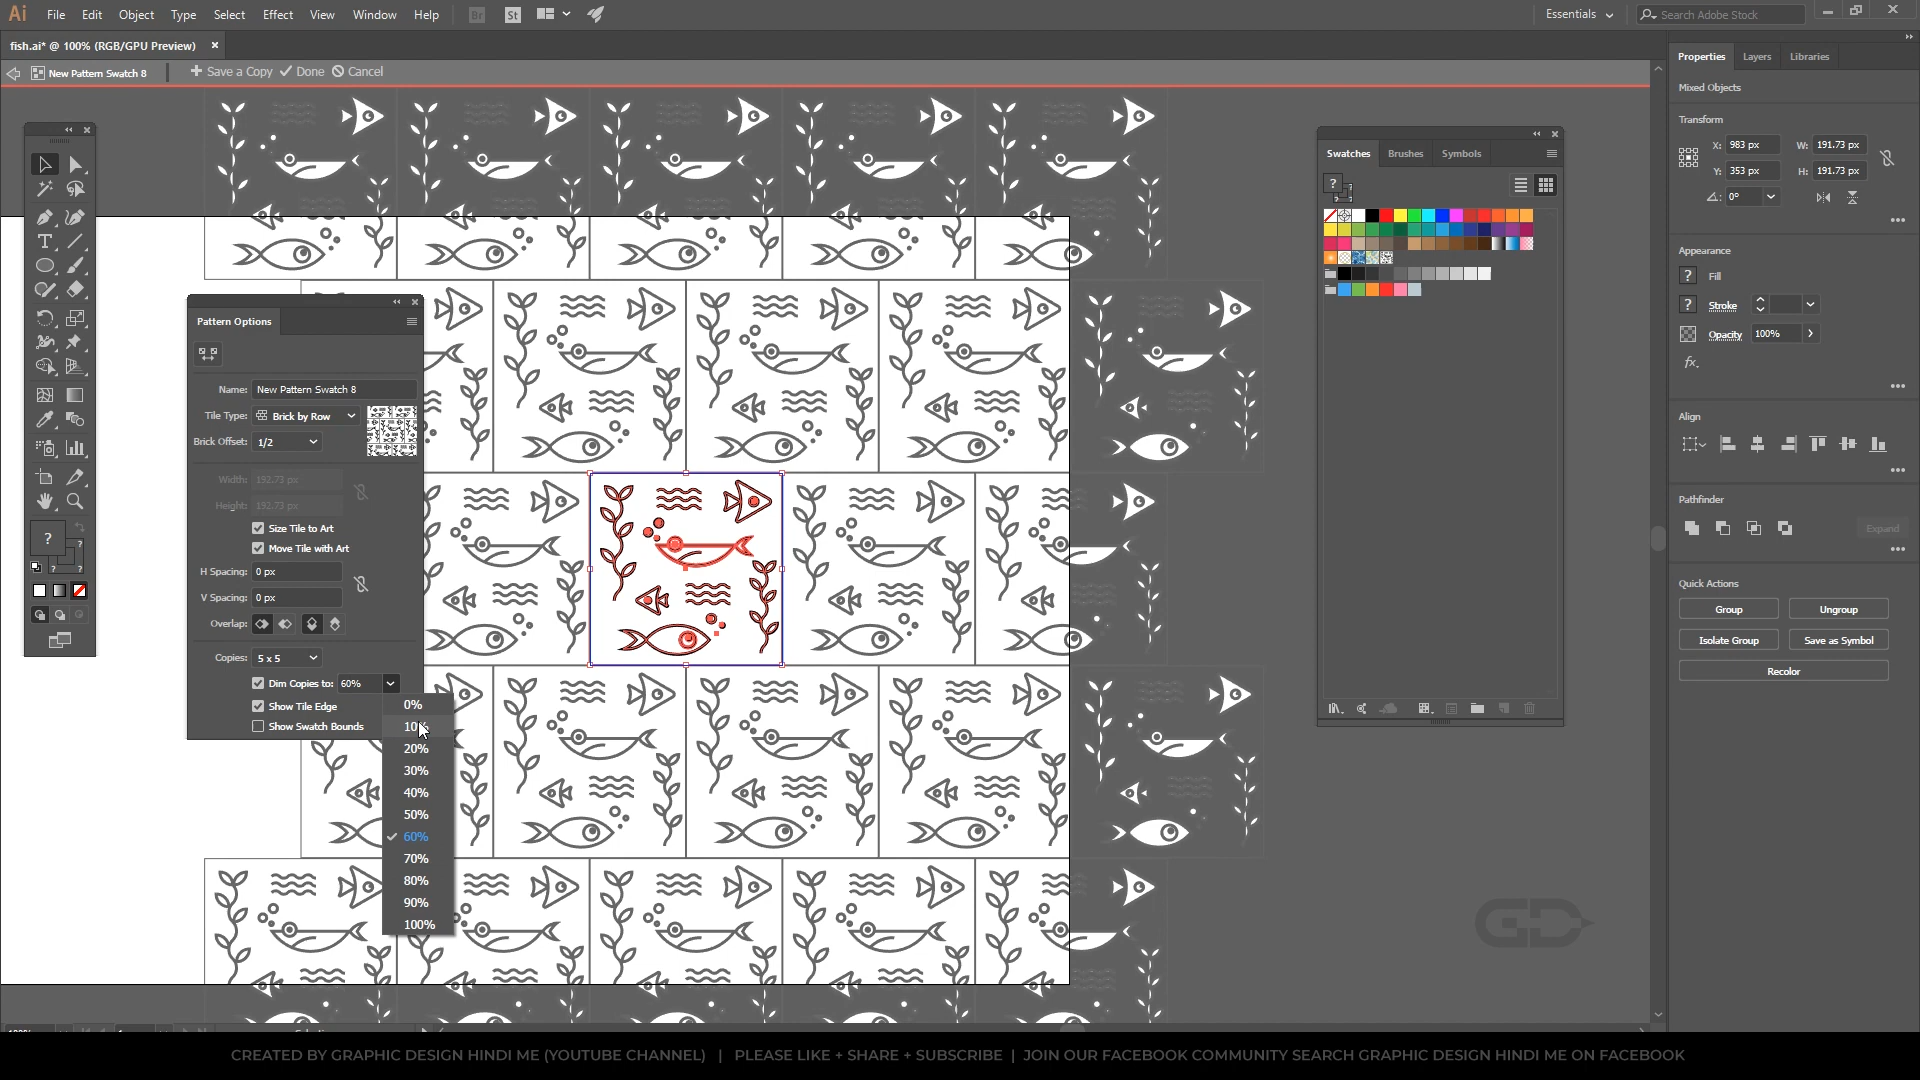 Ai File Edit Object Type Select Effect View Window Help Br St Essentials Search Adobe Stock
fish.ai* @ 100% (RGB/GPU Preview) ×
New Pattern Swatch 8 + Save a Copy Done Cancel
Properties Layers Libraries
Mixed Objects
Transform
X: 983 px W: 191.73 px
Y: 353 px H: 191.73 px
0°
Appearance
? Fill
? Stroke
Opacity 100%
fx.
Align
Pathfinder
Expand
Quick Actions
Group Ungroup
Isolate Group Save as Symbol
Recolor
Swatches Brushes Symbols
Pattern Options
Name: New Pattern Swatch 8
Tile Type: Brick by Row
Brick Offset: 1/2
Width: 192.73 px
Height: 192.73 px
Size Tile to Art
Move Tile with Art
H Spacing: 0 px
V Spacing: 0 px
Overlap:
Copies: 5 x 5
Dim Copies to: 60%
Show Tile Edge
Show Swatch Bounds
0%
10%
20%
30%
40%
50%
60%
70%
80%
90%
100%
GD
CREATED BY GRAPHIC DESIGN HINDI ME (YOUTUBE CHANNEL) | PLEASE LIKE + SHARE + SUBSCRIBE | JOIN OUR FACEBOOK COMMUNITY SEARCH GRAPHIC DESIGN HINDI ME ON FACEBOOK